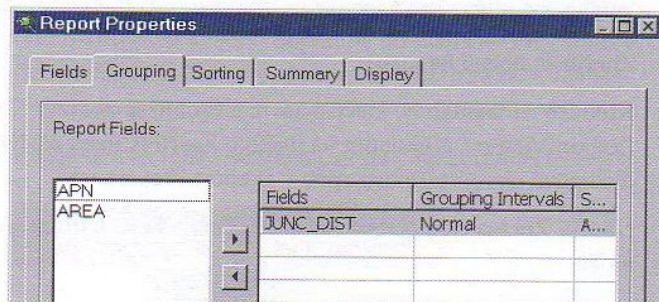 Report Properties
Fields Grouping Sorting Summary Display
Report Fields:
APN
AREA
Fields Grouping Intervals S...
JUNC_DIST Normal A...